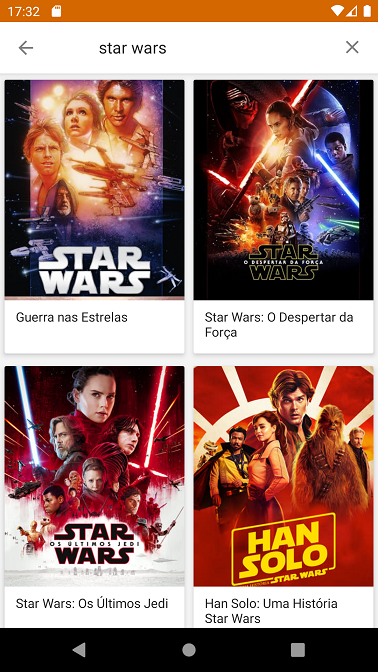 17:32
star wars
STAR
WARS
Guerra nas Estrelas
STAR
O DESPERTAR DA FORÇA
WARS
Star Wars: O Despertar da
Força
STAR
OS ÚLTIMOS JEDI
WARS
Star Wars: Os Últimos Jedi
HAN
SOLO
STAR WARS
Han Solo: Uma História
Star Wars